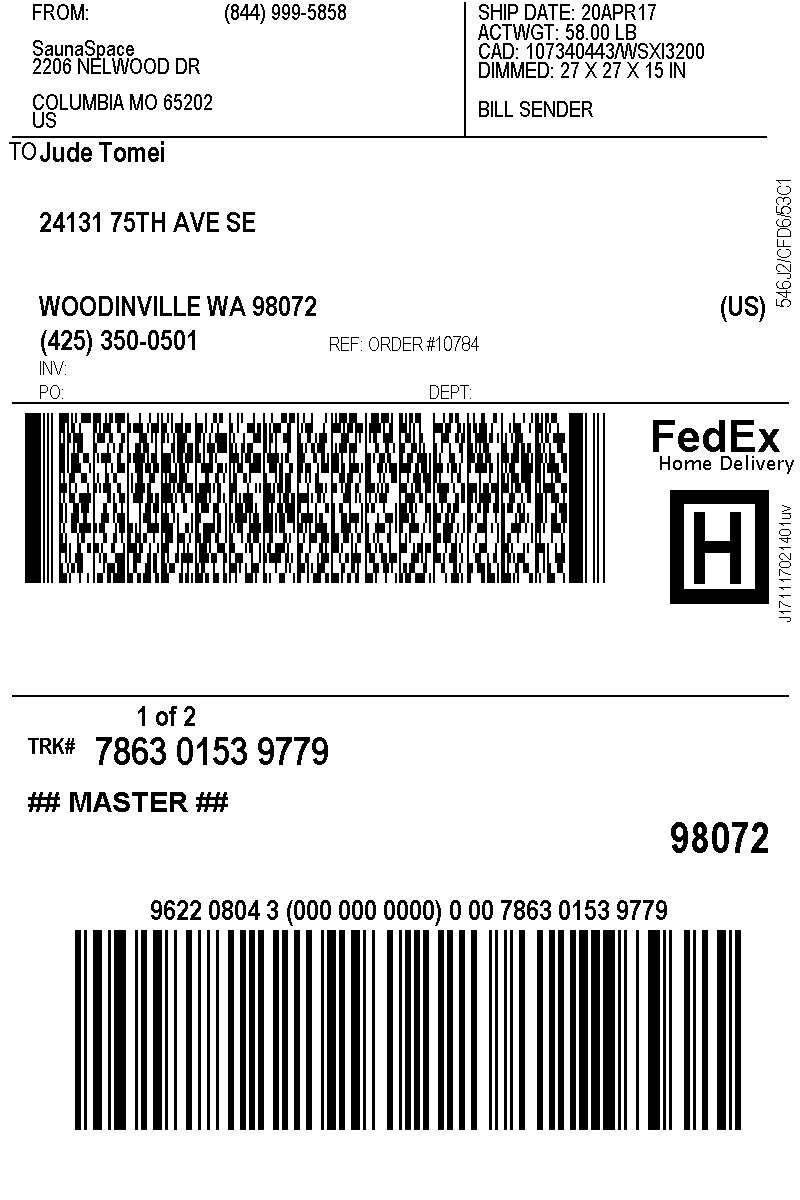 FROM: (844) 999-5858
SaunaSpace
2206 NELWOOD DR
COLUMBIA MO 65202
US
SHIP DATE: 20APR17
ACTWGT: 58.00 LB
CAD: 107340443/WSXI3200
DIMMED: 27 X 27 X 15 IN
BILL SENDER
TO Jude Tomei
24131 75TH AVE SE
WOODINVILLE WA 98072 (US)
(425) 350-0501 REF: ORDER #10784
INV:
PO: DEPT:
546J2/CFD6/53C1
FedEx
Home Delivery
H
J171117021401uv
1 of 2
TRK# 7863 0153 9779
## MASTER ##
98072
9622 0804 3 (000 000 0000) 0 00 7863 0153 9779